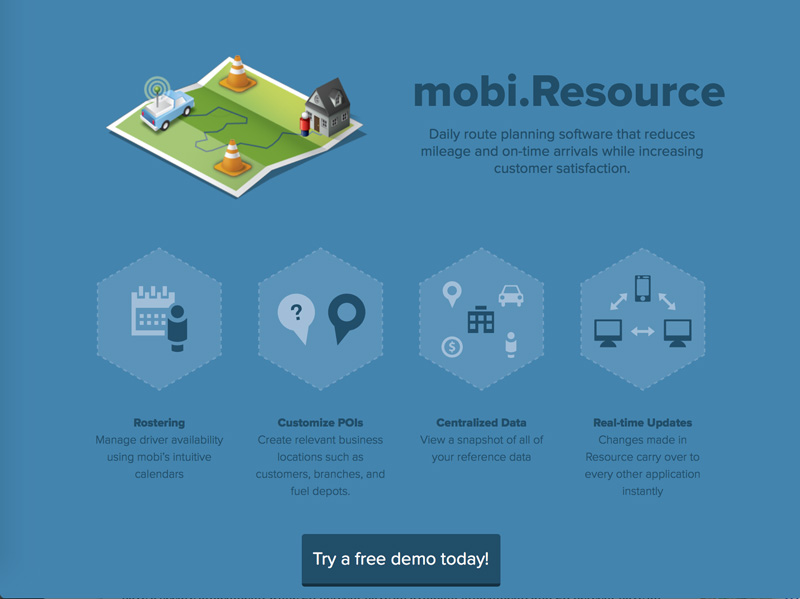 mobi.Resource
Daily route planning software that reduces
mileage and on-time arrivals while increasing
customer satisfaction.
?
$
Rostering
Manage driver availability
using mobi's intuitive
calendars
Customize POIs
Create relevant business
locations such as
customers, branches, and
fuel depots.
Centralized Data
View a snapshot of all of
your reference data
Real-time Updates
Changes made in
Resource carry over to
every other application
instantly
Try a free demo today!